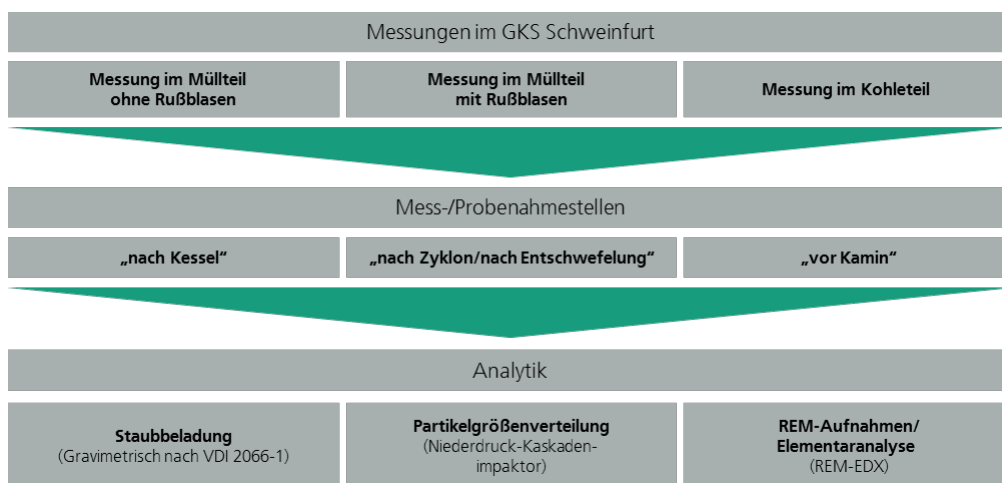 Messungen im GKS Schweinfurt
Messung im Müllteil
ohne Rußblasen
Messung im Müllteil
mit Rußblasen
Messung im Kohleteil
Mess-/Probenahmestellen
„nach Kessel“
„nach Zyklon/nach Entschwefelung“
„vor Kamin“
Analytik
Staubbeladung
(Gravimetrisch nach VDI 2066-1)
Partikelgrößenverteilung
(Niederdruck-Kaskaden-
impaktor)
REM-Aufnahmen/
Elementaranalyse
(REM-EDX)